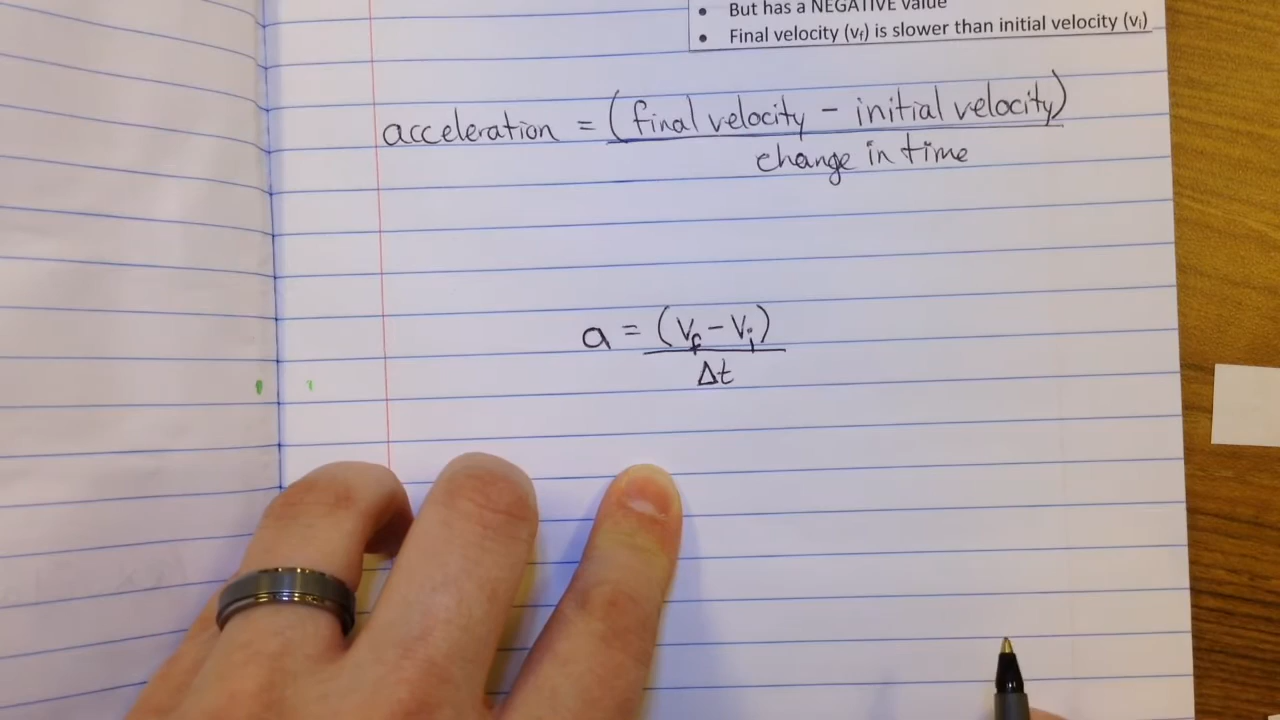 • But has a NEGATIVE value
• Final velocity (vf) is slower than initial velocity (vi)
acceleration = (final velocity - initial velocity)
change in time
a = (vf - vi)
Δt